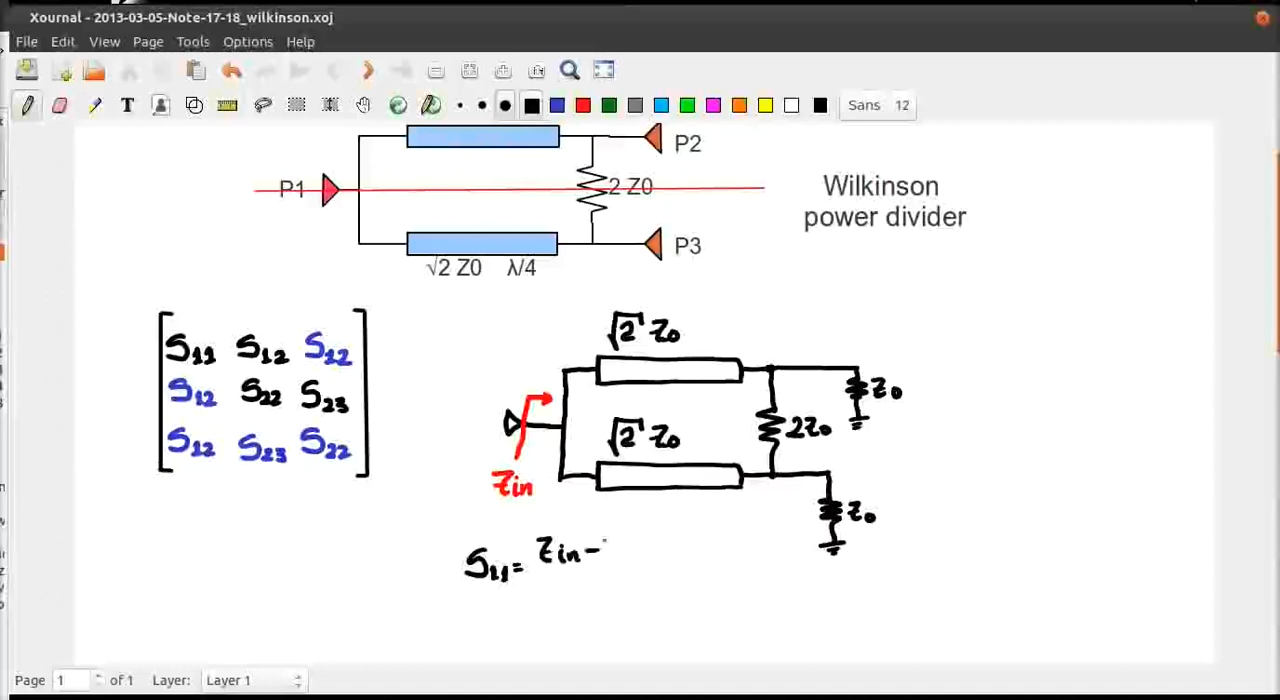 Xournal - 2013-03-05-Note-17-18_wilkinson.xoj
File Edit View Page Tools Options Help
Sans 12
P2
P1
2 Z0
Wilkinson
power divider
P3
√2 Z0 λ/4
S11 S12 S12
S12 S22 S23
S12 S23 S22
√2 Z0
Z0
√2 Z0
2Z0
Zin
Z0
S11 = Zin -
Page 1 of 1 Layer: Layer 1